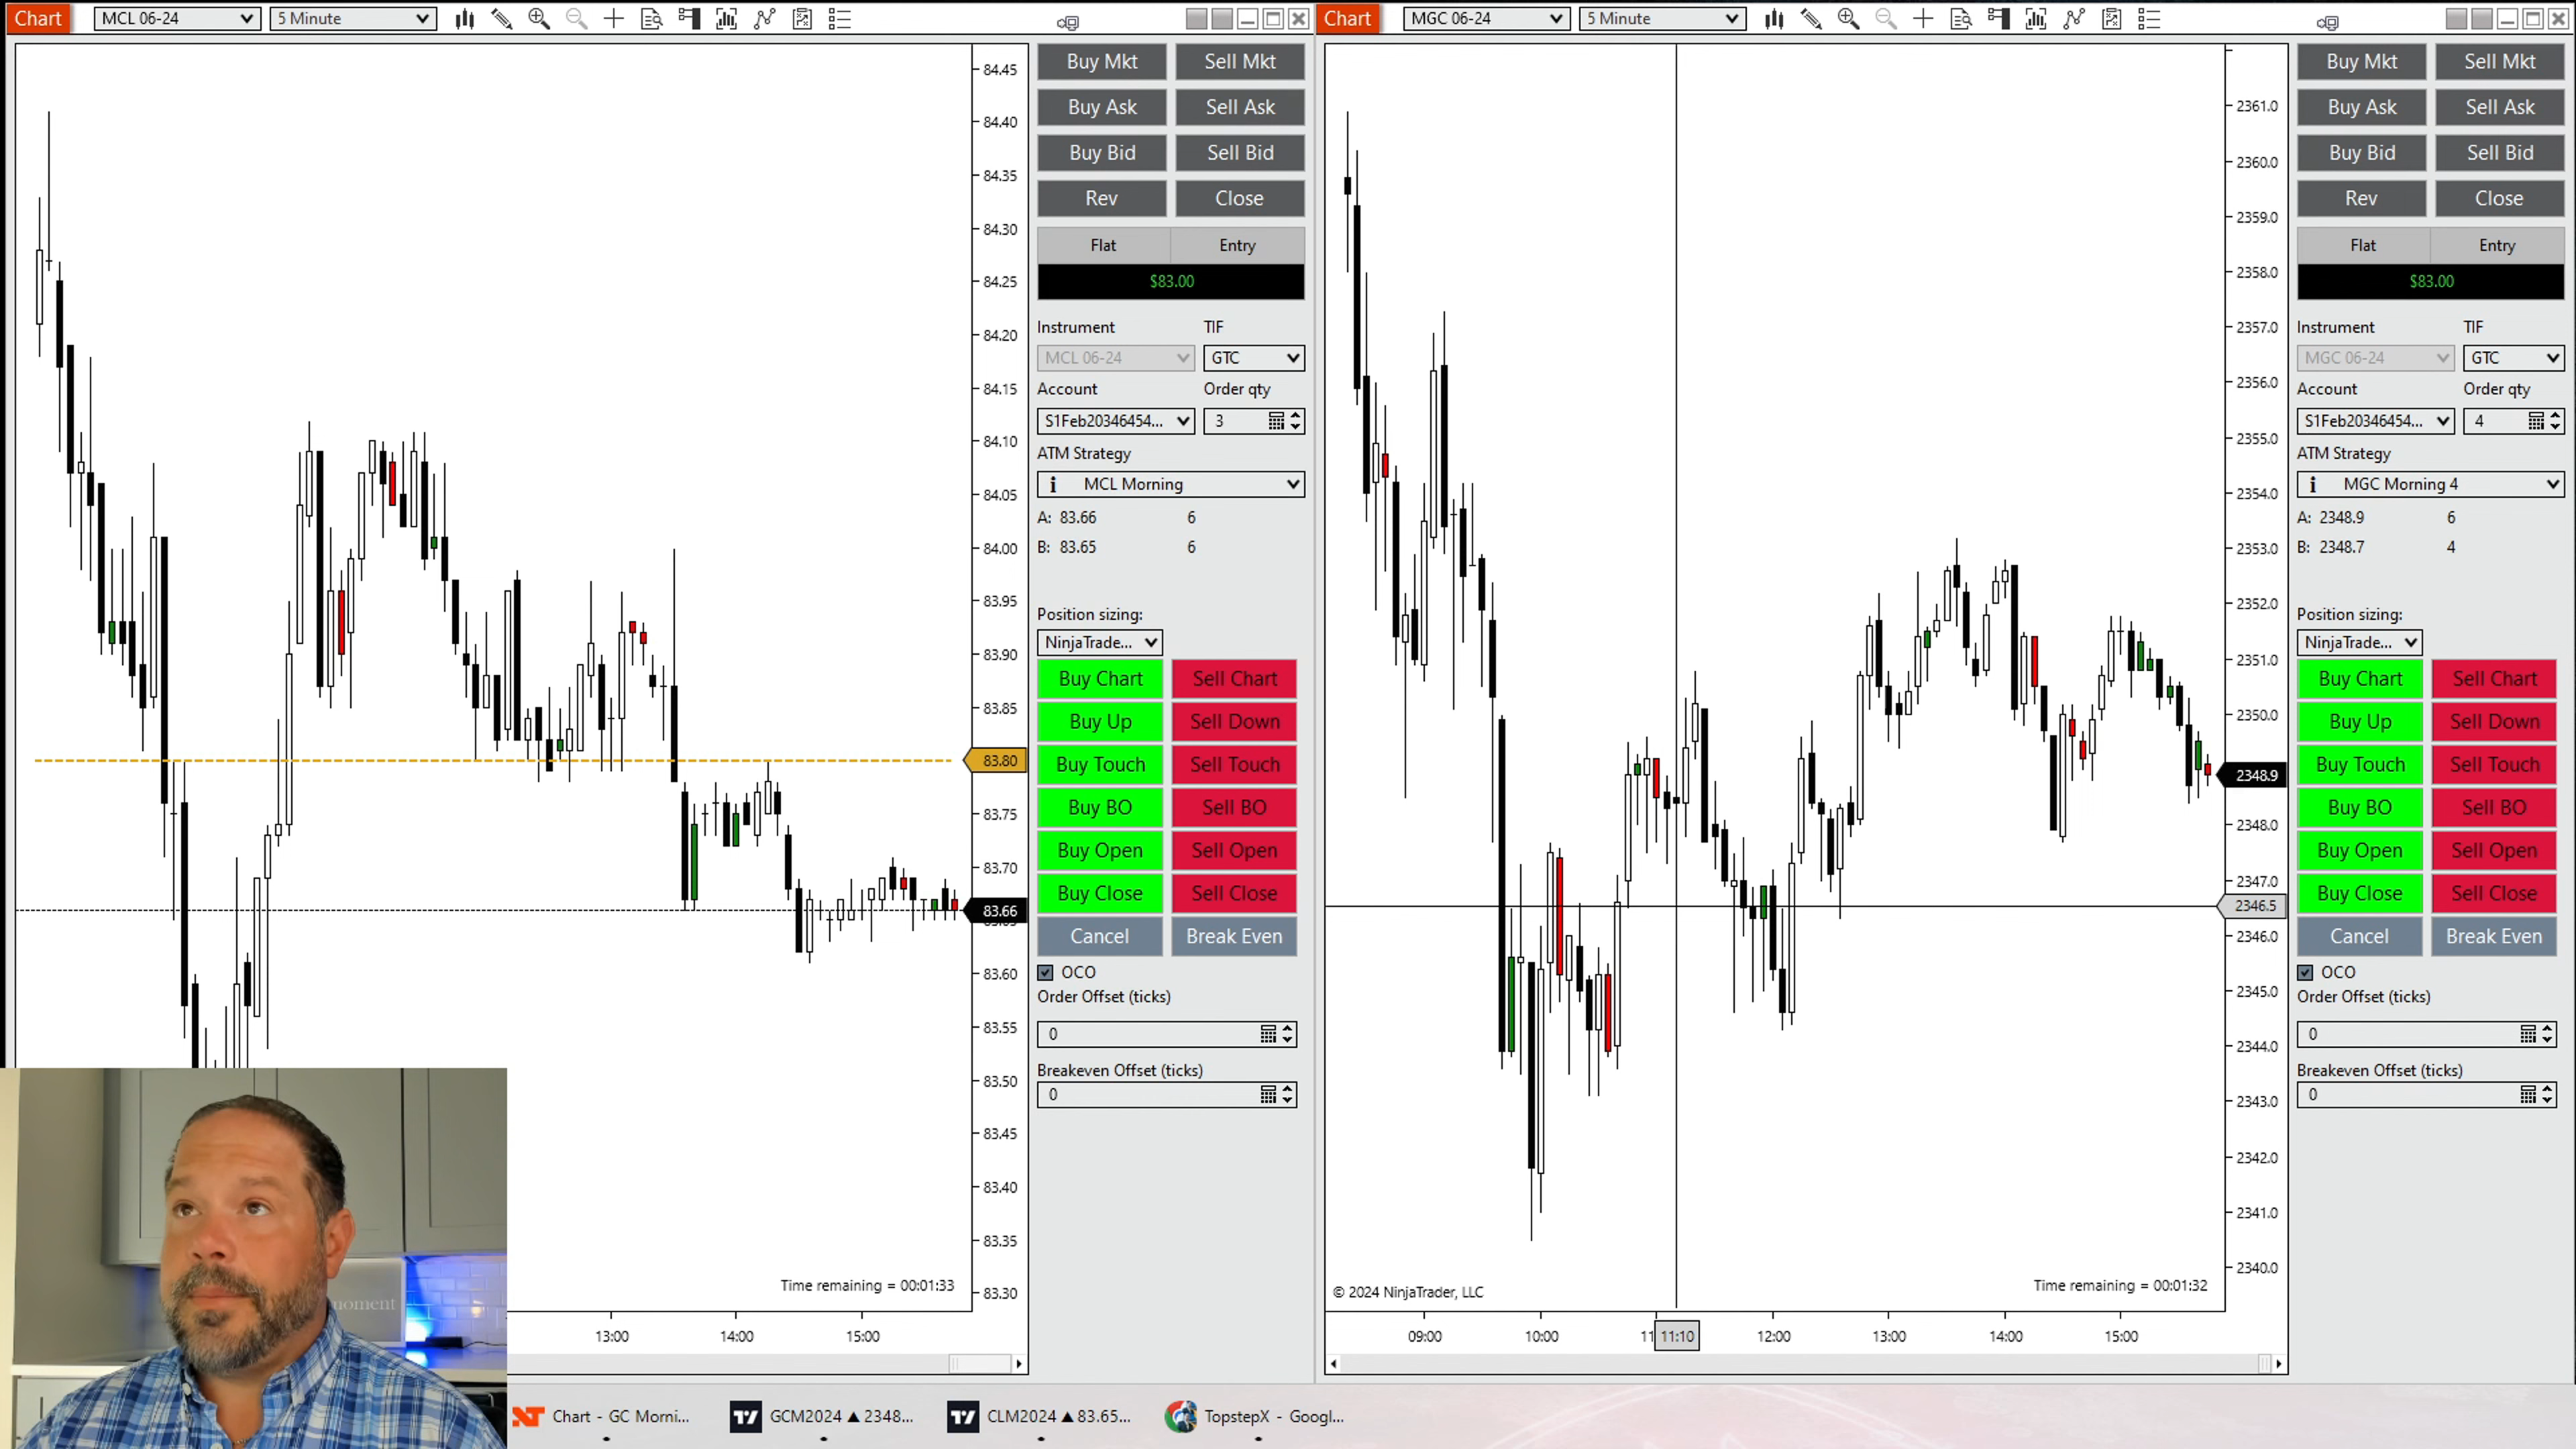 Chart MCL 06-24 5 Minute
84.45
84.40
84.35
84.30
84.25
84.20
84.15
84.10
84.05
84.00
83.95
83.90
83.85
83.80
83.75
83.70
83.66
83.60
83.55
83.50
83.45
83.40
83.35
83.30
Time remaining = 00:01:33
13:00 14:00 15:00
Buy Mkt Sell Mkt
Buy Ask Sell Ask
Buy Bid Sell Bid
Rev Close
Flat Entry
$83.00
Instrument TIF
MCL 06-24 GTC
Account Order qty
S1Feb20346454... 3
ATM Strategy
i MCL Morning
A: 83.66 6
B: 83.65 6
Position sizing:
NinjaTrade...
Buy Chart Sell Chart
Buy Up Sell Down
Buy Touch Sell Touch
Buy BO Sell BO
Buy Open Sell Open
Buy Close Sell Close
Cancel Break Even
OCO
Order Offset (ticks)
0
Breakeven Offset (ticks)
0
Chart MGC 06-24 5 Minute
2361.0
2360.0
2359.0
2358.0
2357.0
2356.0
2355.0
2354.0
2353.0
2352.0
2351.0
2350.0
2348.9
2348.0
2347.0
2346.5
2346.0
2345.0
2344.0
2343.0
2342.0
2341.0
2340.0
© 2024 NinjaTrader, LLC
Time remaining = 00:01:32
09:00 10:00 11 11:10 12:00 13:00 14:00 15:00
Buy Mkt Sell Mkt
Buy Ask Sell Ask
Buy Bid Sell Bid
Rev Close
Flat Entry
$83.00
Instrument TIF
MGC 06-24 GTC
Account Order qty
S1Feb20346454... 4
ATM Strategy
i MGC Morning 4
A: 2348.9 6
B: 2348.7 4
Position sizing:
NinjaTrade...
Buy Chart Sell Chart
Buy Up Sell Down
Buy Touch Sell Touch
Buy BO Sell BO
Buy Open Sell Open
Buy Close Sell Close
Cancel Break Even
OCO
Order Offset (ticks)
0
Breakeven Offset (ticks)
0
moment
Chart - GC Morni... GCM2024 ▲ 2348... CLM2024 ▲ 83.65... TopstepX - Googl...